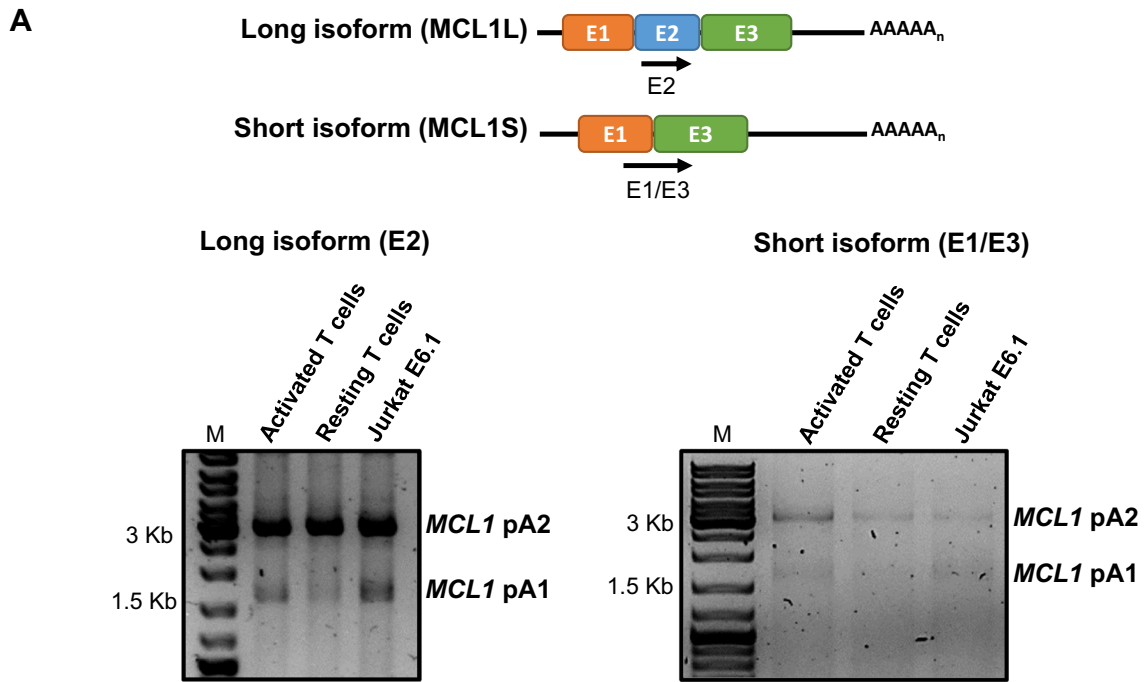 A
Long isoform (MCL1L)
E1 E2 E3
AAAAAn
E2
Short isoform (MCL1S)
E1 E3
AAAAAn
E1/E3
Long isoform (E2)
M
Activated T cells
Resting T cells
Jurkat E6.1
3 Kb
1.5 Kb
MCL1 pA2
MCL1 pA1
Short isoform (E1/E3)
M
Activated T cells
Resting T cells
Jurkat E6.1
3 Kb
1.5 Kb
MCL1 pA2
MCL1 pA1